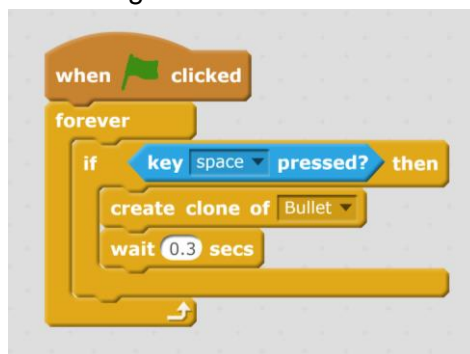 when clicked
forever
if key space pressed? then
create clone of Bullet
wait 0.3 secs